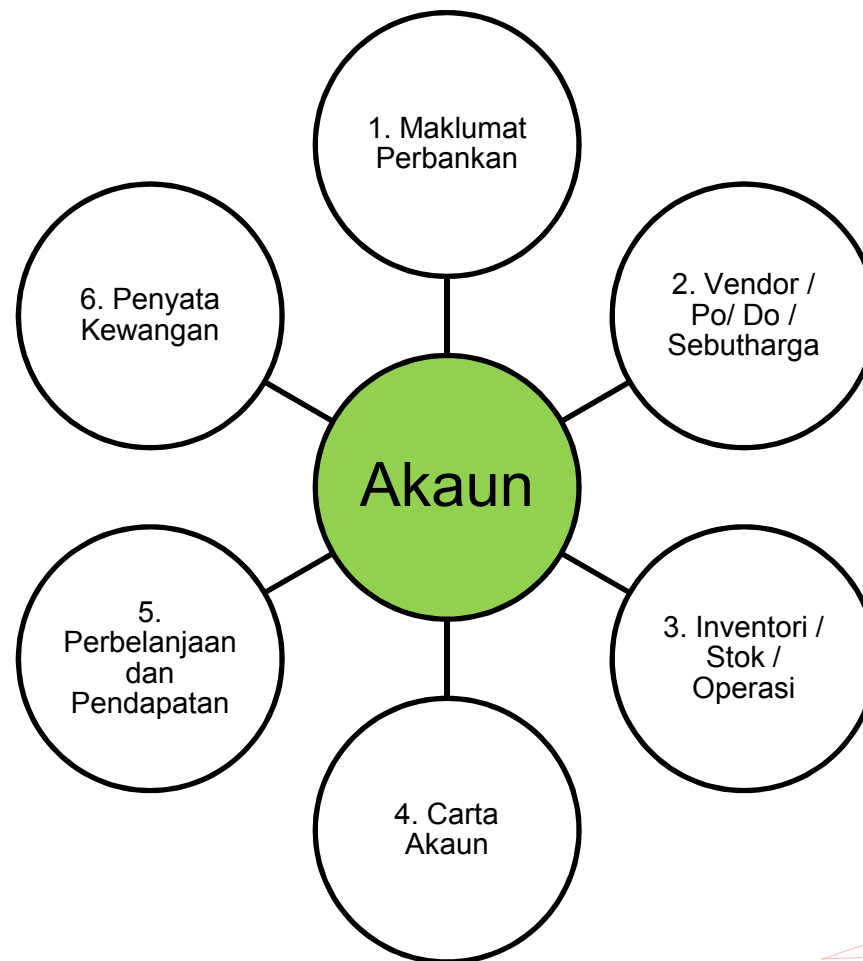 1. Maklumat
Perbankan
2. Vendor /
Po/ Do /
Sebutharga
3. Inventori /
Stok /
Operasi
4. Carta
Akaun
5.
Perbelanjaan
dan
Pendapatan
6. Penyata
Kewangan
Akaun